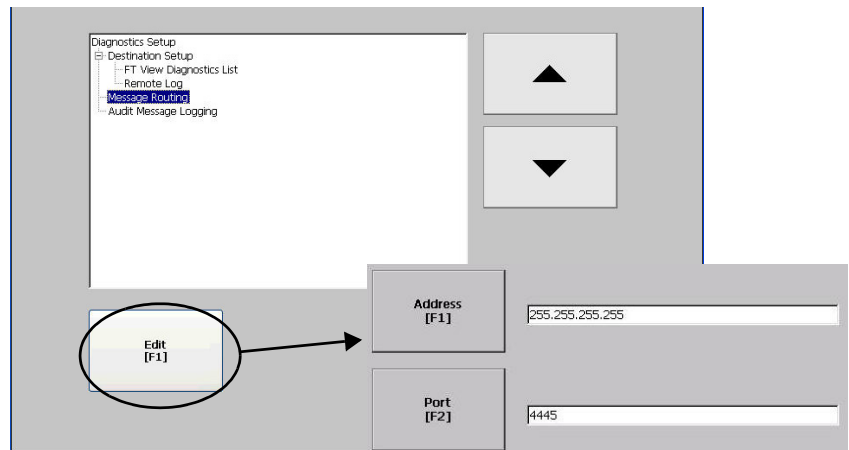 Diagnostics Setup
Destination Setup
FT View Diagnostics List
Remote Log
Message Routing
Audit Message Logging
Edit
[F1]
Address
[F1]
255.255.255.255
Port
[F2]
4445